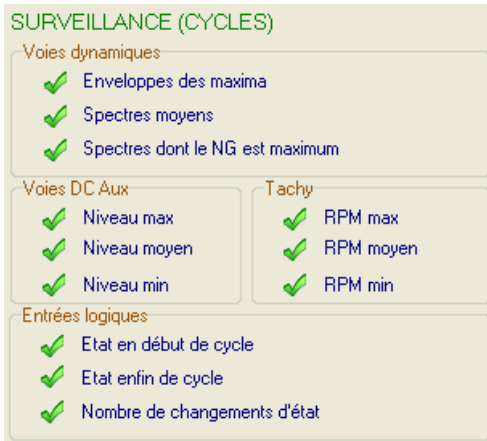 SURVEILLANCE (CYCLES)
Voies dynamiques
Enveloppes des maxima
Spectres moyens
Spectres dont le NG est maximum
Voies DC Aux
Niveau max
Niveau moyen
Niveau min
Tachy
RPM max
RPM moyen
RPM min
Entrées logiques
Etat en début de cycle
Etat enfin de cycle
Nombre de changements d'état